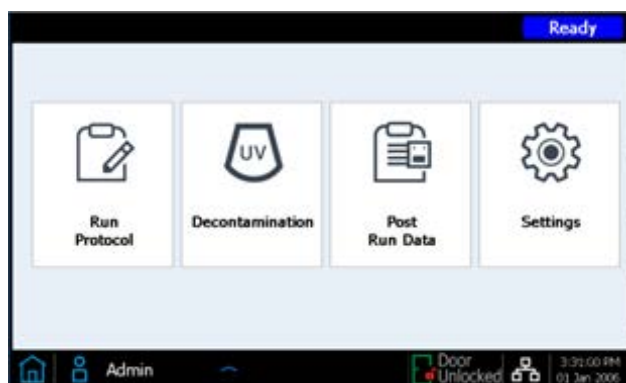 Ready
UV
Run
Protocol
Decontamination
Post
Run Data
Settings
Admin
Door
Unlocked
3:31:00 PM
01 Jan 2006